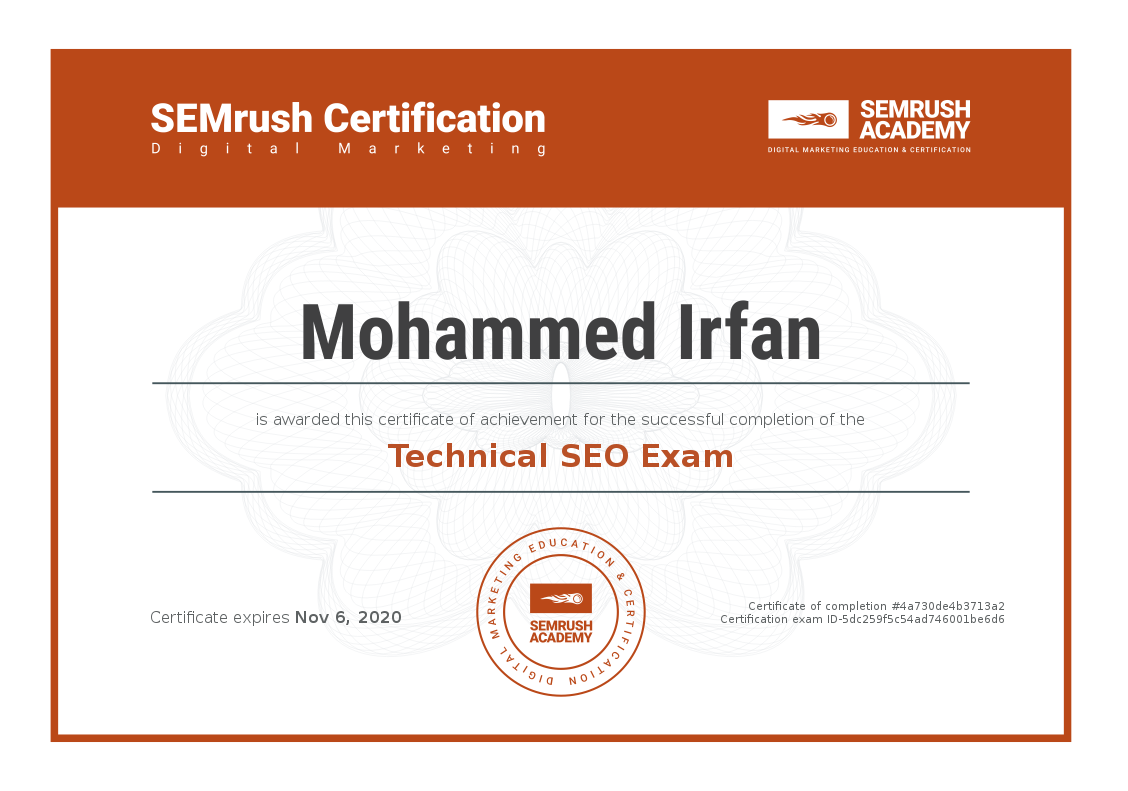 SEMrush Certification
Digital Marketing
SEMRUSH
ACADEMY
DIGITAL MARKETING EDUCATION & CERTIFICATION
Mohammed Irfan
is awarded this certificate of achievement for the successful completion of the
Technical SEO Exam
Certificate expires Nov 6, 2020
DIGITAL MARKETING EDUCATION & CERTIFICATION
SEMRUSH
ACADEMY
Certificate of completion #4a730de4b3713a2
Certification exam ID-5dc259f5c54ad746001be6d6